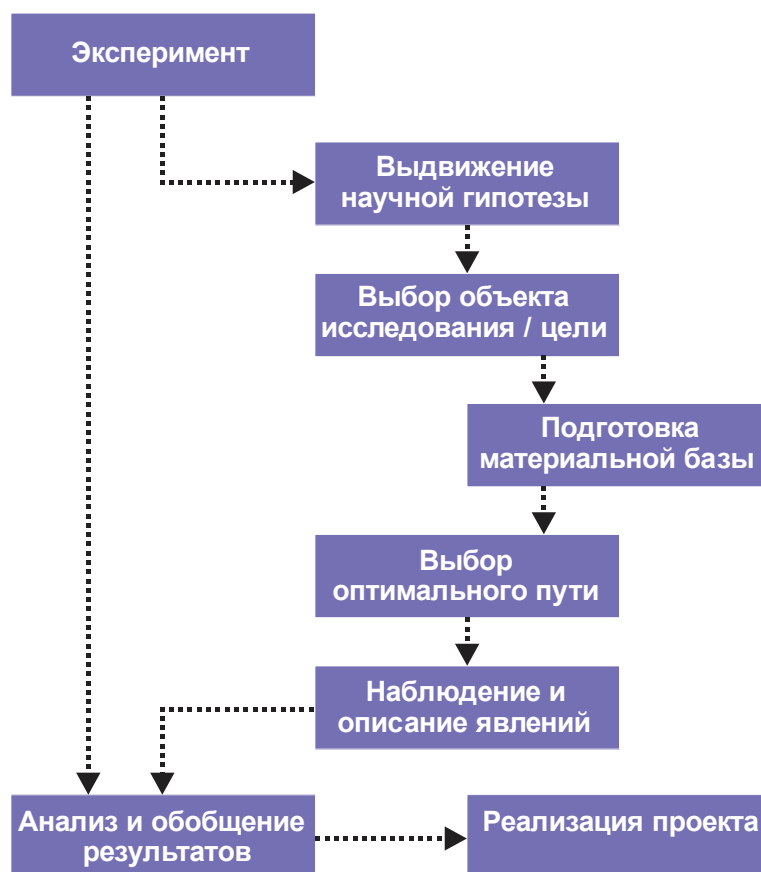 Эксперимент
Выдвижение
научной гипотезы
Выбор объекта
исследования / цели
Подготовка
материальной базы
Выбор
оптимального пути
Наблюдение и
описание явлений
Анализ и обобщение
результатов
Реализация проекта